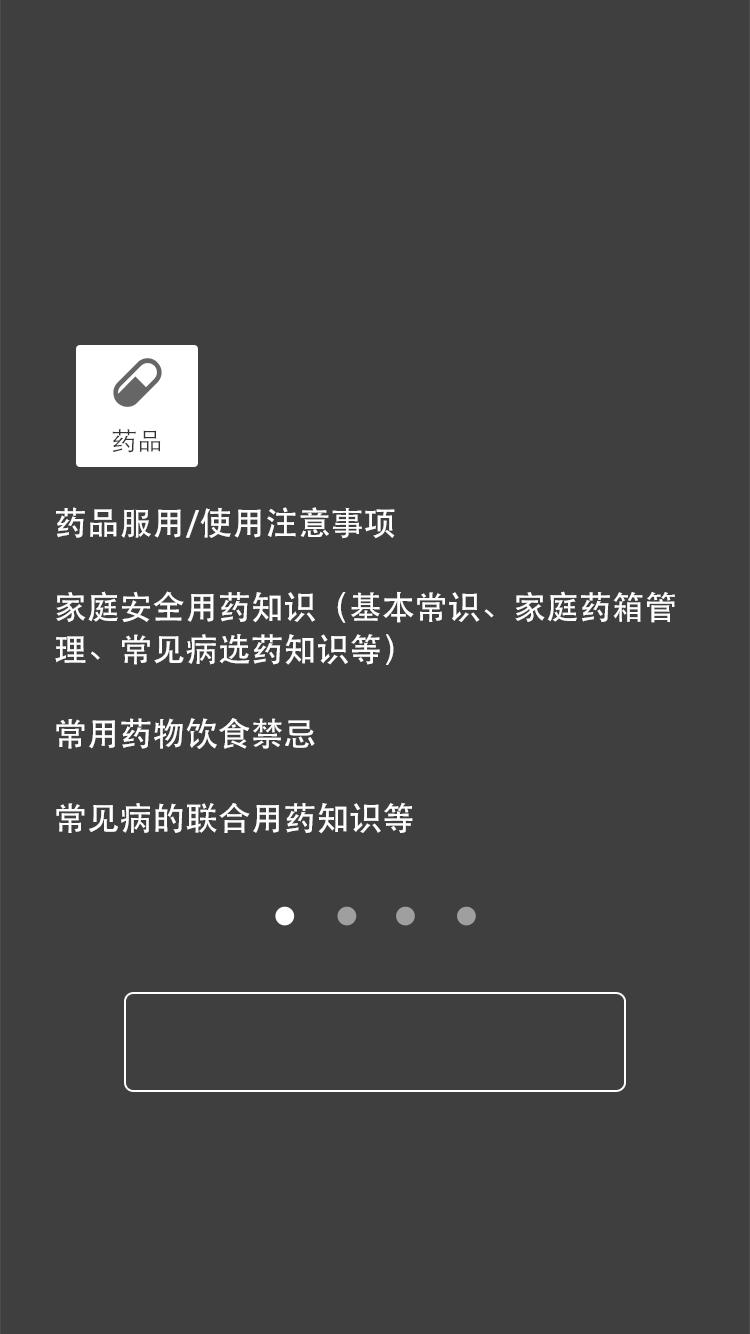 药品
药品服用/使用注意事项
家庭安全用药知识（基本常识、家庭药箱管
理、常见病选药知识等）
常用药物饮食禁忌
常见病的联合用药知识等